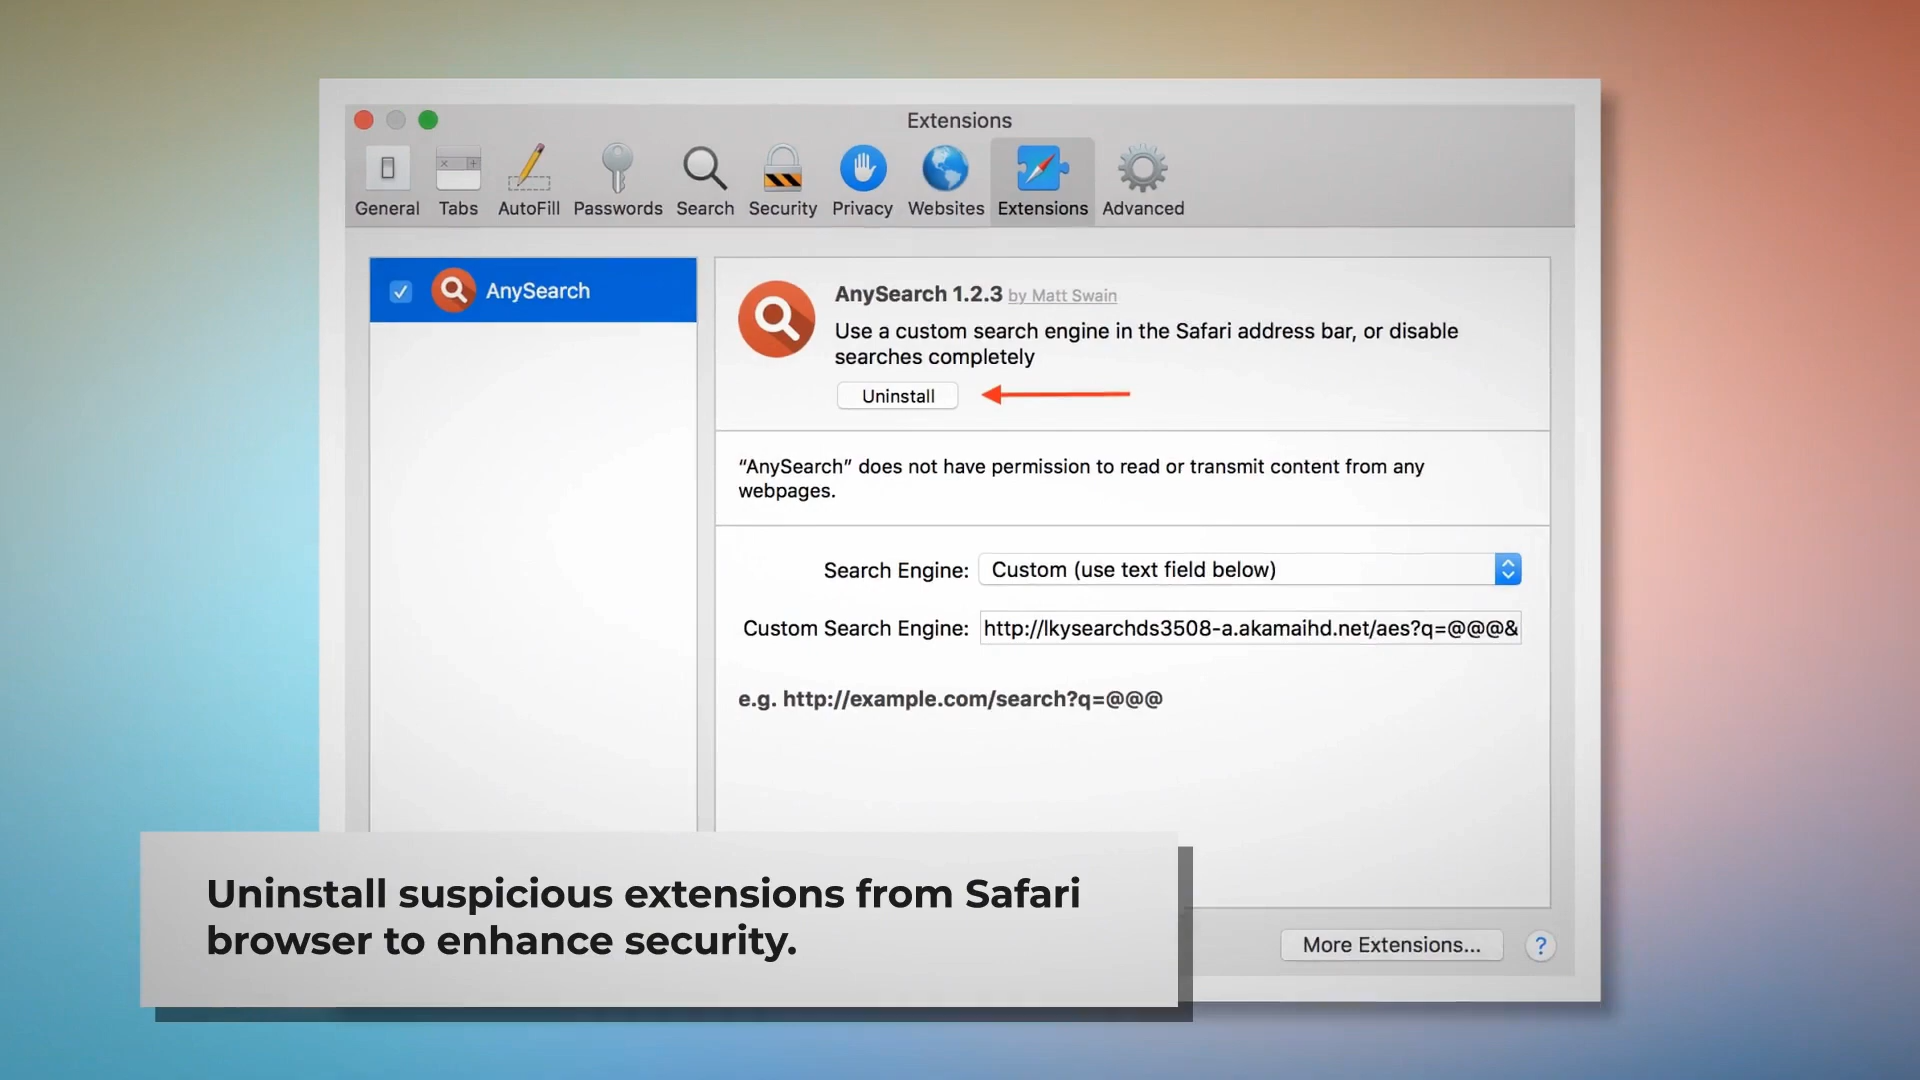 Extensions
General Tabs AutoFill Passwords Search Security Privacy Websites Extensions Advanced
AnySearch
AnySearch 1.2.3 by Matt Swain
Use a custom search engine in the Safari address bar, or disable
searches completely
Uninstall
“AnySearch” does not have permission to read or transmit content from any
webpages.
Search Engine: Custom (use text field below)
Custom Search Engine: http://lkysearchds3508-a.akamaihd.net/aes?q=@@@&
e.g. http://example.com/search?q=@@@
Uninstall suspicious extensions from Safari
browser to enhance security.
More Extensions... ?